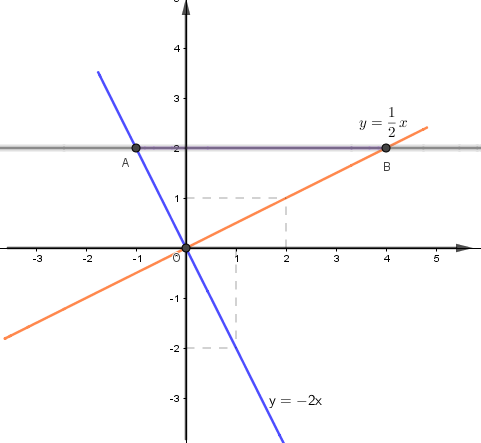 4
3
y = 1/2 x
2
A
B
1
-3 -2 -1 O 1 2 3 4 5
-1
-2
-3
y = −2x